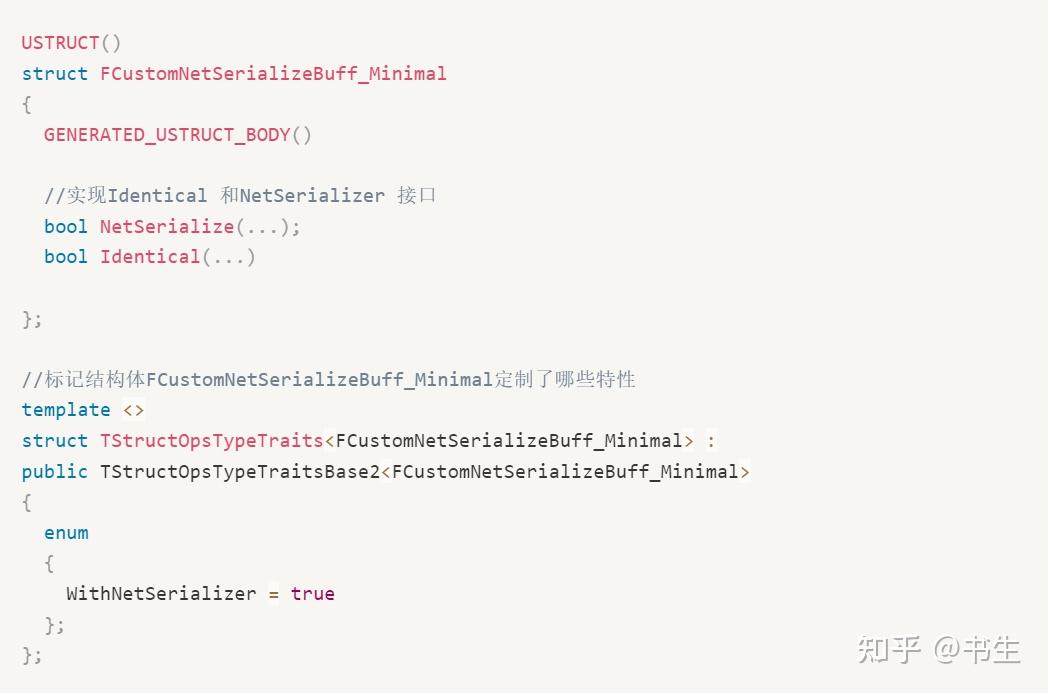 USTRUCT()
struct FCustomNetSerializeBuff_Minimal
{
  GENERATED_USTRUCT_BODY()
  //实现Identical 和NetSerializer 接口
  bool NetSerialize(...);
  bool Identical(...)
};
//标记结构体FCustomNetSerializeBuff_Minimal定制了哪些特性
template <>
struct TStructOpsTypeTraits<FCustomNetSerializeBuff_Minimal> :
public TStructOpsTypeTraitsBase2<FCustomNetSerializeBuff_Minimal>
{
  enum
  {
    WithNetSerializer = true
  };
};
知乎 @书生